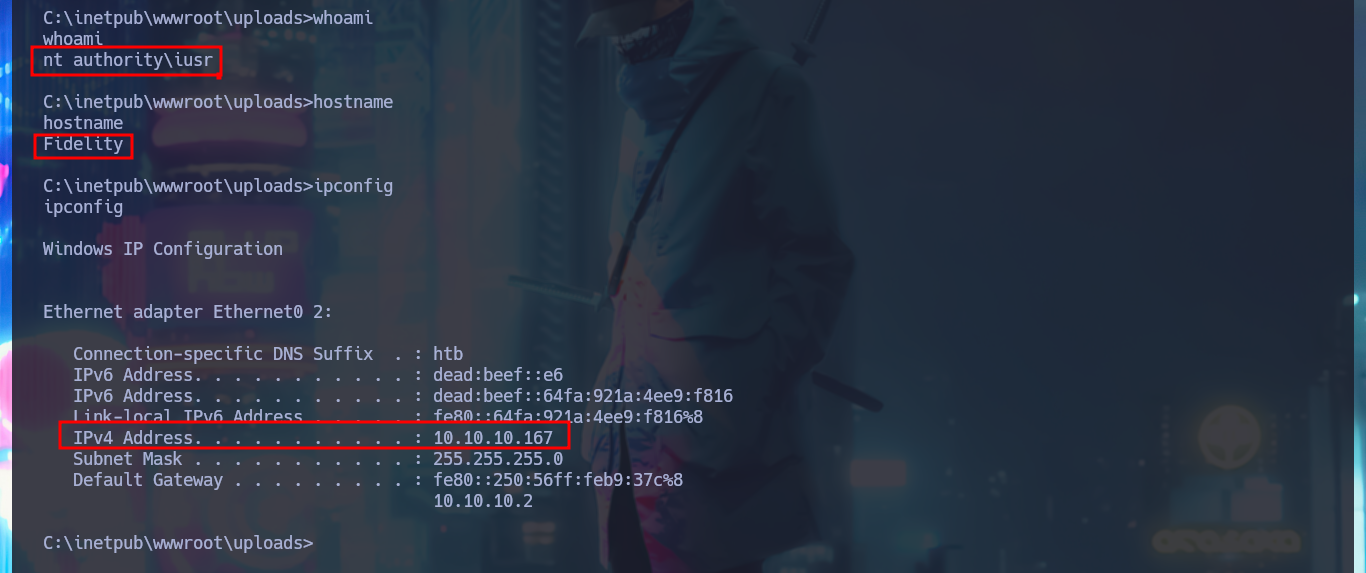 C:\inetpub\wwwroot\uploads>whoami
whoami
nt authority\iusr
C:\inetpub\wwwroot\uploads>hostname
hostname
Fidelity
C:\inetpub\wwwroot\uploads>ipconfig
ipconfig
Windows IP Configuration
Ethernet adapter Ethernet0 2:
Connection-specific DNS Suffix  . : htb
IPv6 Address. . . . . . . . . . . : dead:beef::e6
IPv6 Address. . . . . . . . . . . : dead:beef::64fa:921a:4ee9:f816
Link-local IPv6 Address . . . . . : fe80::64fa:921a:4ee9:f816%8
IPv4 Address. . . . . . . . . . . : 10.10.10.167
Subnet Mask . . . . . . . . . . . : 255.255.255.0
Default Gateway . . . . . . . . . : fe80::250:56ff:feb9:37c%8
10.10.10.2
C:\inetpub\wwwroot\uploads>